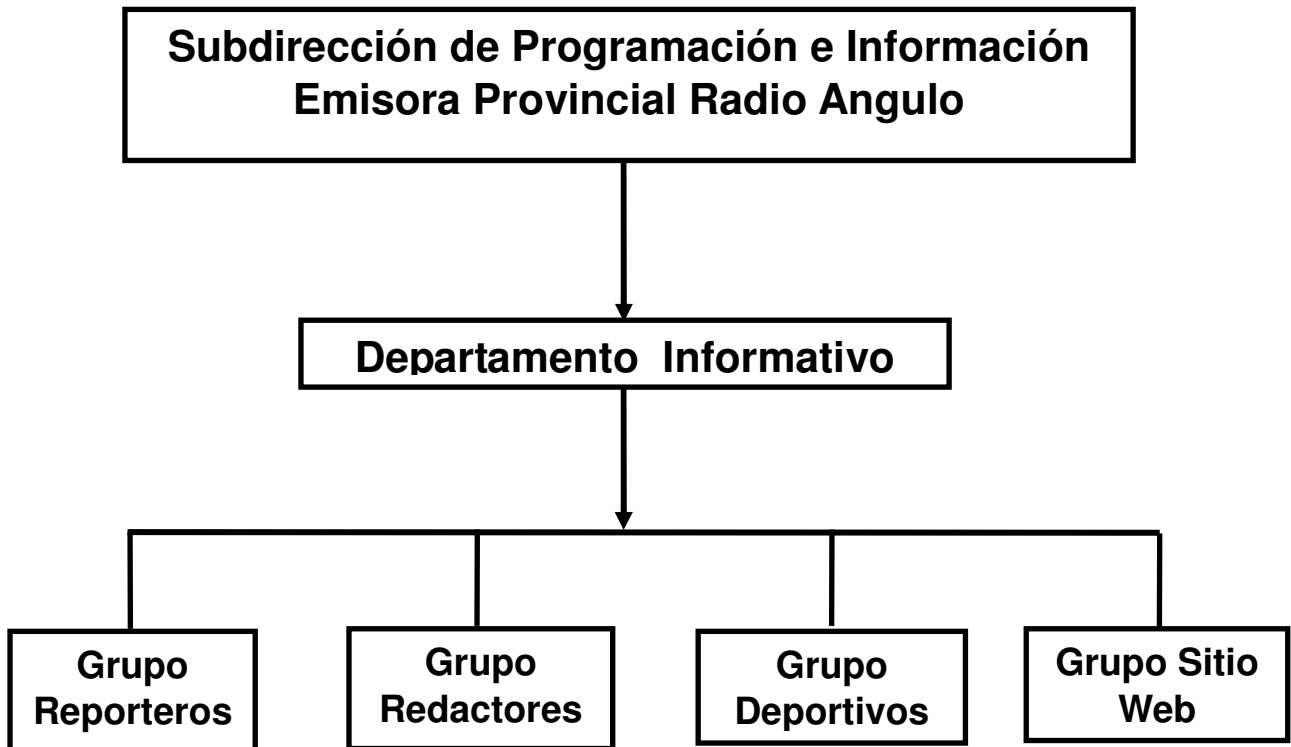 Subdirección de Programación e Información
Emisora Provincial Radio Angulo
Departamento Informativo
Grupo
Reporteros
Grupo
Redactores
Grupo
Deportivos
Grupo Sitio
Web